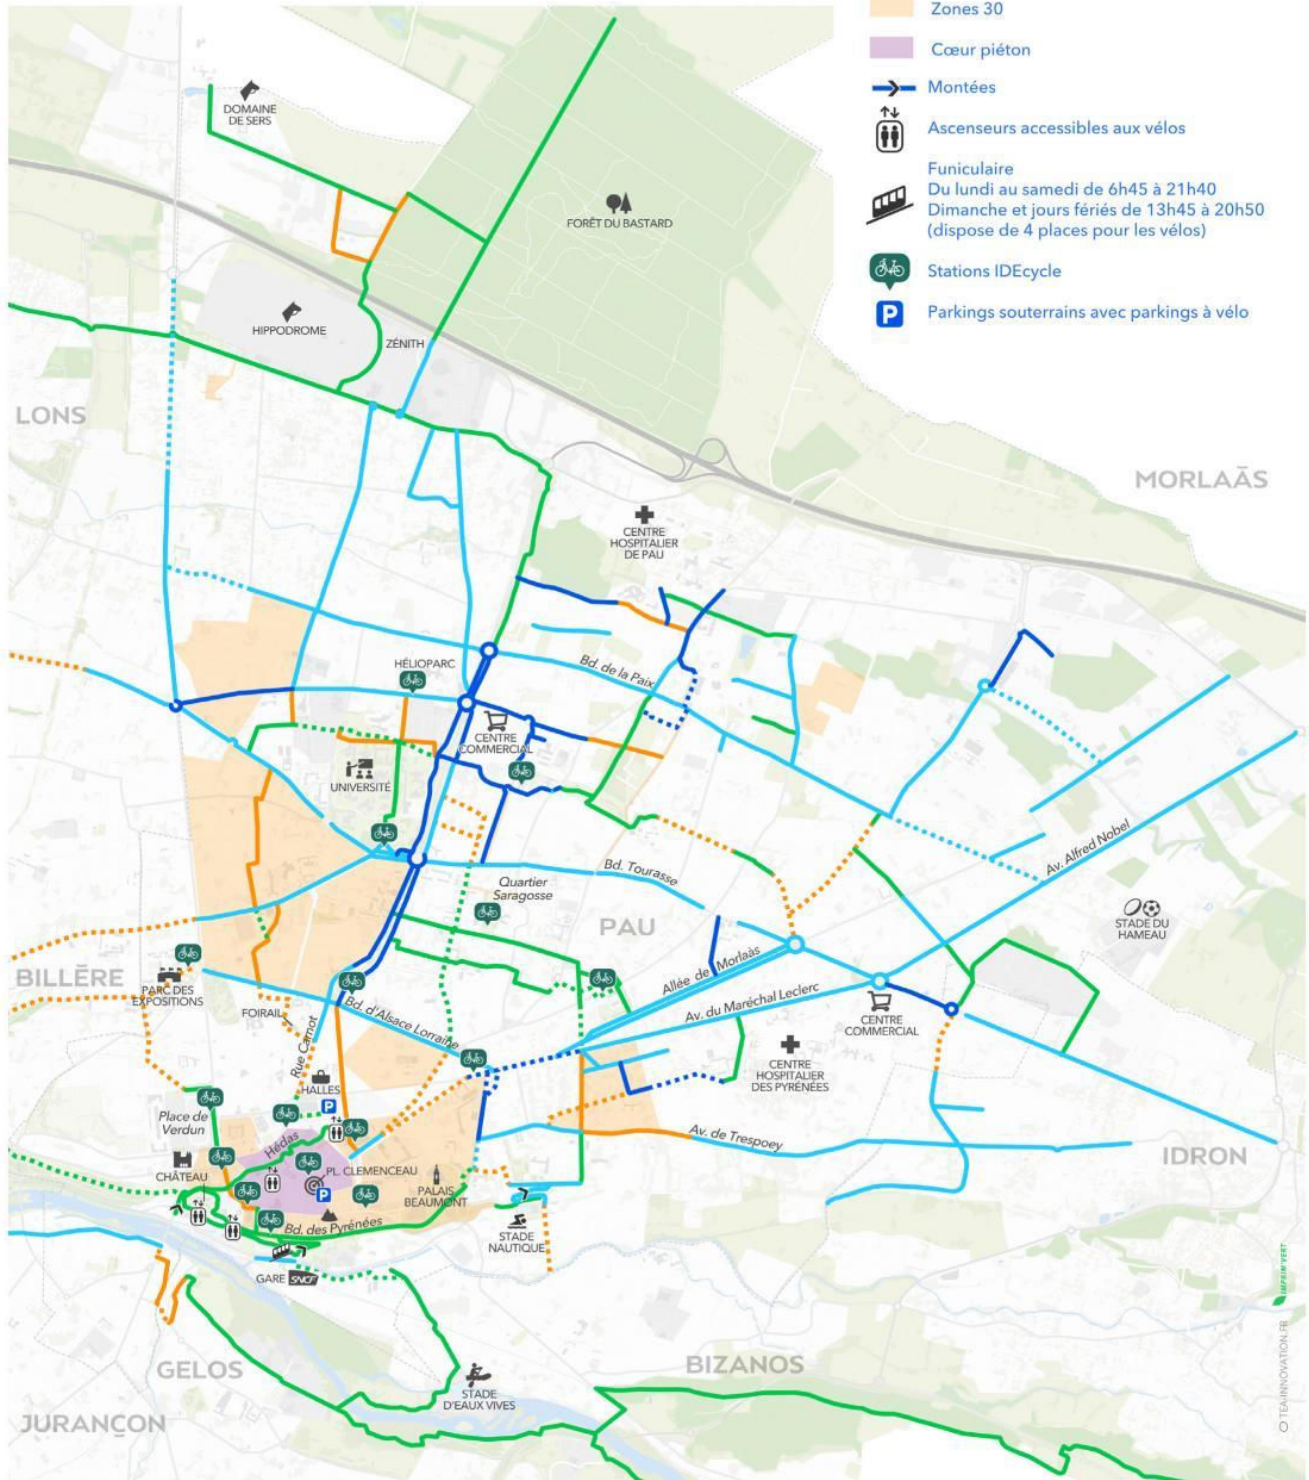 Zones 30
Cœur piéton
Montées
Ascenseurs accessibles aux vélos
Funiculaire
Du lundi au samedi de 6h45 à 21h40
Dimanche et jours fériés de 13h45 à 20h50
(dispose de 4 places pour les vélos)
Stations IDEcycle
P
Parkings souterrains avec parkings à vélo
DOMAINE
DE SERS
FORÊT DU BASTARD
HIPPODROME
ZÉNITH
LONS
MORLAĀS
CENTRE
HOSPITALIER
DE PAU
HÉLIOPARC
Bd. de la Paix
CENTRE
COMMERCIAL
UNIVERSITÉ
Av. Alfred Nobel
Bd. Tourasse
Quartier
Saragosse
PAU
STADE DU
HAMEAU
BILLĒRE
PARC DES
EXPOSITIONS
Allée de Morlaàs
Av. du Maréchal Leclerc
FOIRAIL
Bd. d'Alsace Lorraine
Rue Carnot
CENTRE
COMMERCIAL
CENTRE
HOSPITALIER
DES PYRÉNÉES
HALLES
P
Place de
Verdun
Hédas
Av. de Trespoey
IDRON
CHÂTEAU
PL. CLEMENCEAU
P
PALAIS
BEAUMONT
Bd. des Pyrénées
STADE
NAUTIQUE
GARE SNCF
GELOS
BIZANOS
STADE
D'EAUX VIVES
JURANÇON
IMPRIM'VERT
© TEA-INNOVATION.FR